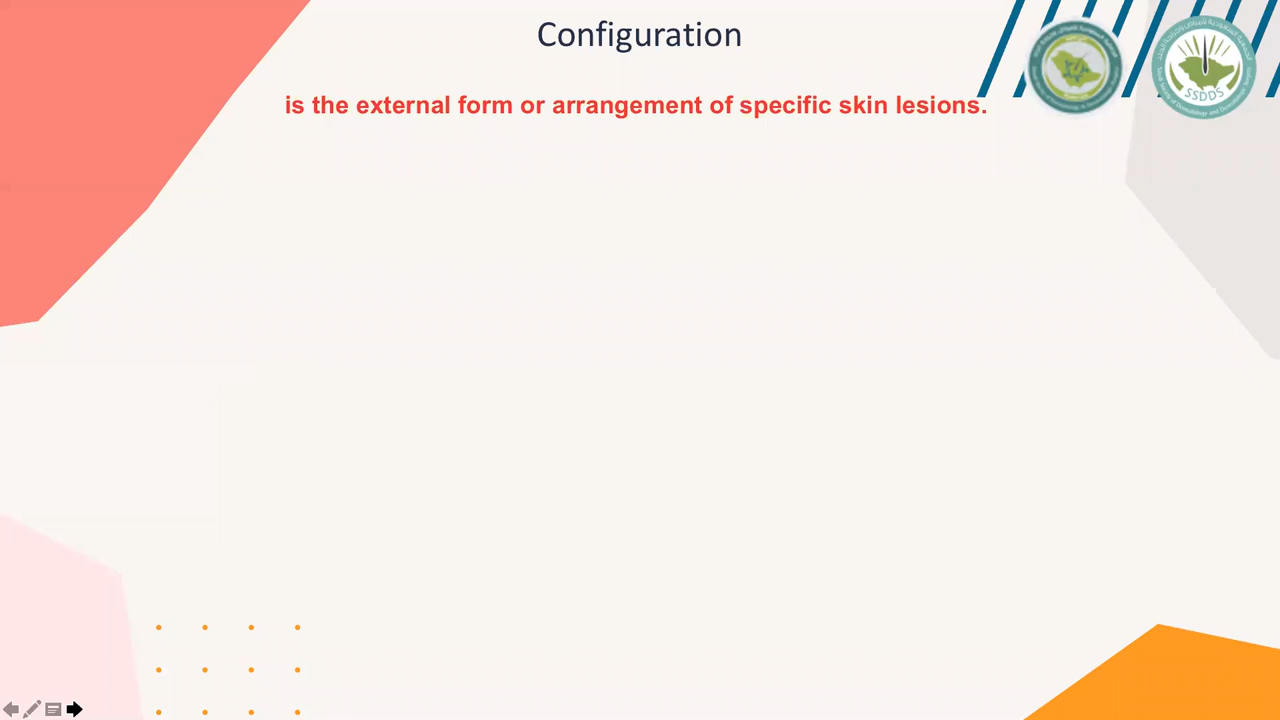 Configuration
is the external form or arrangement of specific skin lesions.
SSDDS